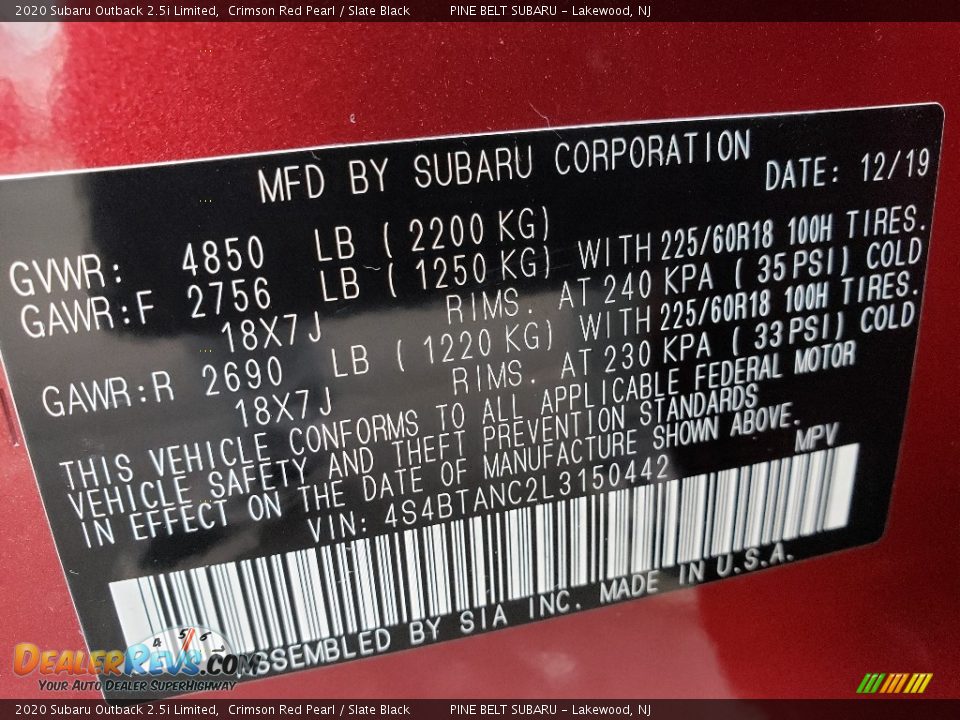 2020 Subaru Outback 2.5i Limited, Crimson Red Pearl / Slate Black PINE BELT SUBARU - Lakewood, NJ
MFD BY SUBARU CORPORATION DATE: 12/19
GVWR: 4850 LB (2200 KG)
GAWR:F 2756 LB (1250 KG) WITH 225/60R18 100H TIRES.
18X7J RIMS. AT 240 KPA (35 PSI) COLD
GAWR:R 2690 LB (1220 KG) WITH 225/60R18 100H TIRES.
18X7J RIMS. AT 230 KPA (33 PSI) COLD
THIS VEHICLE CONFORMS TO ALL APPLICABLE FEDERAL MOTOR
VEHICLE SAFETY AND THEFT PREVENTION STANDARDS
IN EFFECT ON THE DATE OF MANUFACTURE SHOWN ABOVE.
VIN: 4S4BTANC2L3150442 MPV
ASSEMBLED BY SIA INC. MADE IN U.S.A.
4 5 6
DealerRevs.com
Your Auto Dealer SuperHighway
2020 Subaru Outback 2.5i Limited, Crimson Red Pearl / Slate Black PINE BELT SUBARU - Lakewood, NJ